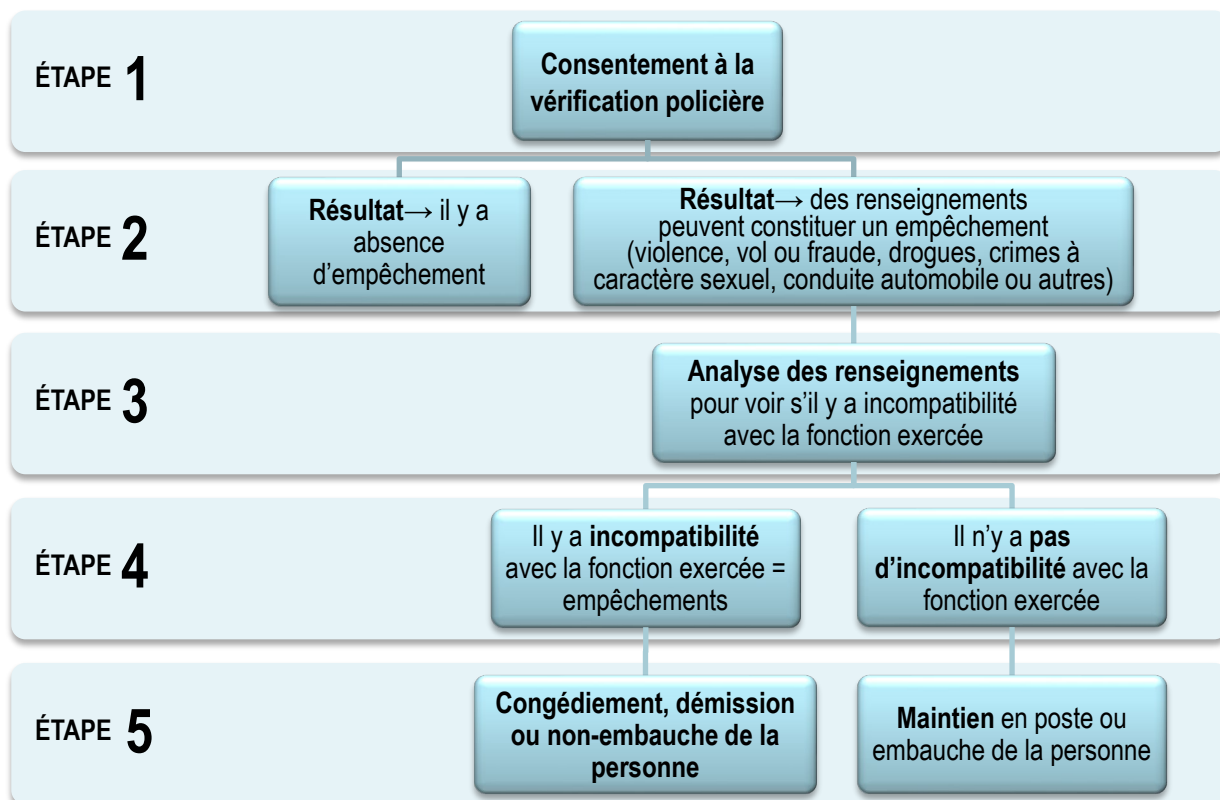 ÉTAPE 1
Consentement à la
vérification policière
ÉTAPE 2
Résultat→ il y a
absence
d’empêchement
Résultat→ des renseignements
peuvent constituer un empêchement
(violence, vol ou fraude, drogues, crimes à
caractère sexuel, conduite automobile ou autres)
ÉTAPE 3
Analyse des renseignements
pour voir s’il y a incompatibilité
avec la fonction exercée
ÉTAPE 4
Il y a incompatibilité
avec la fonction exercée =
empêchements
Il n’y a pas
d’incompatibilité avec la
fonction exercée
ÉTAPE 5
Congédiement, démission
ou non-embauche de la
personne
Maintien en poste ou
embauche de la personne